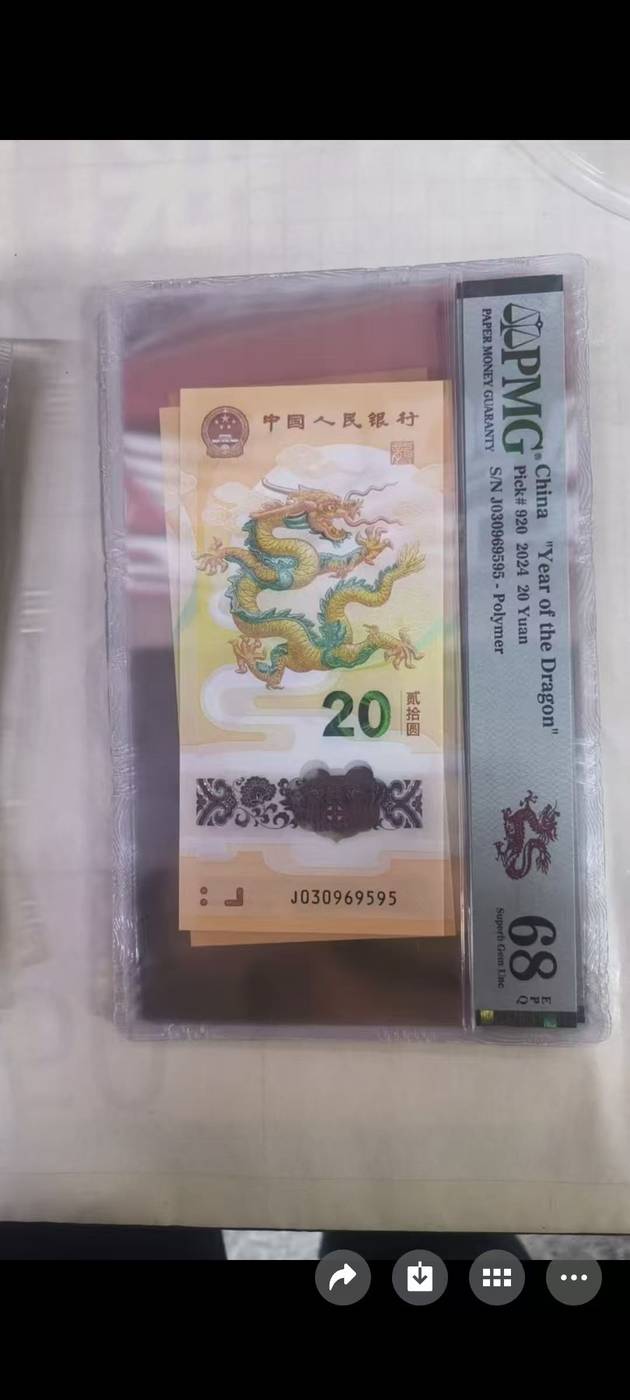 中国人民银行
20
贰拾圆
J030969595
PMG®
PAPER MONEY GUARANTY
China "Year of the Dragon"
Pick# 920 2024 20 Yuan
S/N J030969595 - Polymer
68
EPQ
Superb Gem Unc